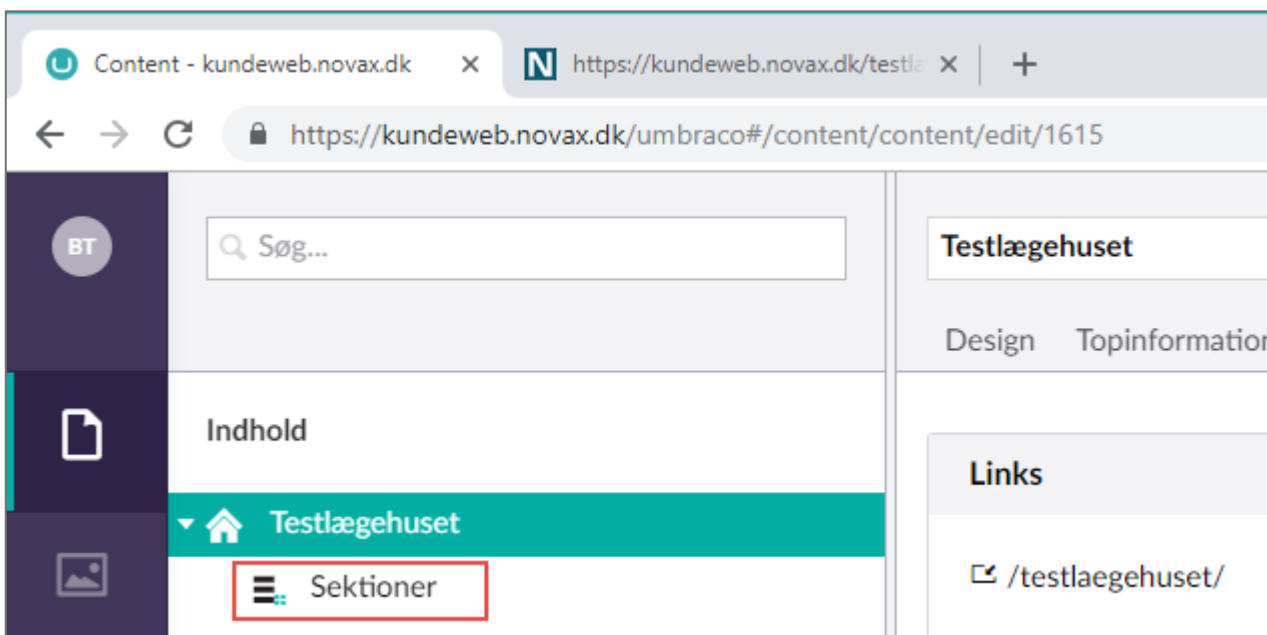 Content - kundeweb.novax.dk
https://kundeweb.novax.dk/testla
https://kundeweb.novax.dk/umbraco#/content/content/edit/1615
BT
Søg...
Testlægehuset
Design Topinformation
Indhold
Links
Testlægehuset
/testlaegehuset/
Sektioner